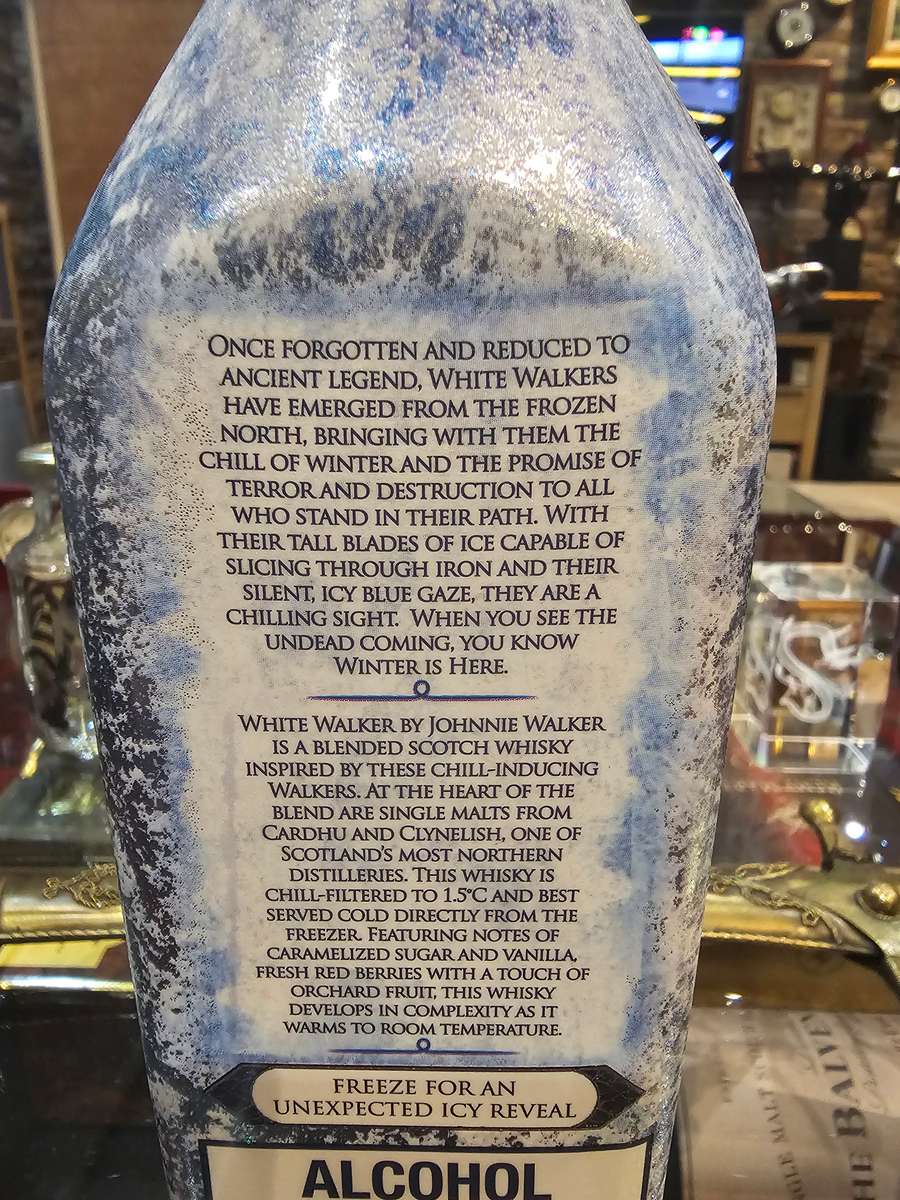 Once forgotten and reduced to
ancient legend, White Walkers
have emerged from the frozen
north, bringing with them the
chill of winter and the promise of
terror and destruction to all
who stand in their path. With
their tall blades of ice capable of
slicing through iron and their
silent, icy blue gaze, they are a
chilling sight. When you see the
undead coming, you know
Winter is Here.
White Walker by Johnnie Walker
is a blended Scotch whisky
inspired by these chill-inducing
Walkers. At the heart of the
blend are single malts from
Cardhu and Clynelish, one of
Scotland's most northern
distilleries. This whisky is
chill-filtered to 1.5°C and best
served cold directly from the
freezer. Featuring notes of
caramelized sugar and vanilla,
fresh red berries with a touch of
orchard fruit, this whisky
develops in complexity as it
warms to room temperature.
FREEZE FOR AN
UNEXPECTED ICY REVEAL
ALCOHOL
MALT
HE BALVE